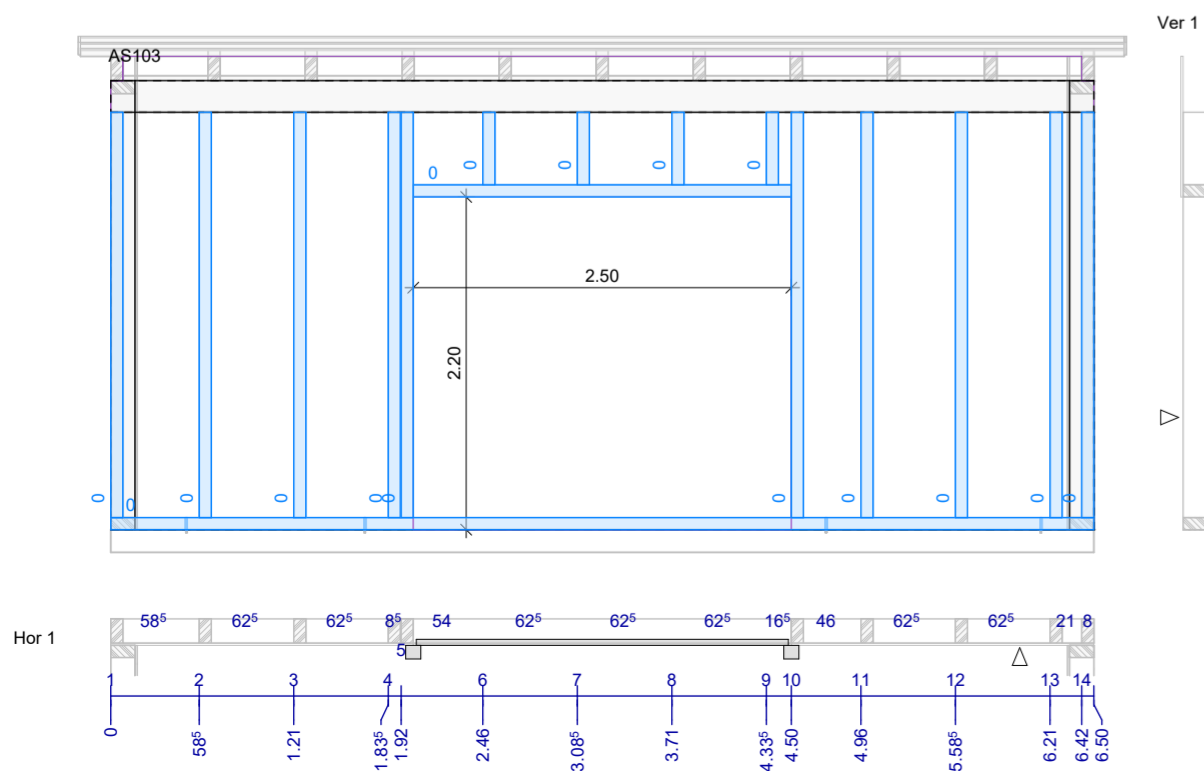 Ver 1
AS103
0 0 0 0 0
2.50
2.20
0 0 0 0 0 0 0 0 0 0 0
Hor 1
58⁵ 62⁵ 62⁵ 8⁵ 54 62⁵ 62⁵ 62⁵ 16⁵ 46 62⁵ 62⁵ 21 8
5
1 2 3 4 6 7 8 9 10 11 12 13 14
0 58⁵ 1.21 1.83⁵ 1.92 2.46 3.08⁵ 3.71 4.33⁵ 4.50 4.96 5.58⁵ 6.21 6.42 6.50